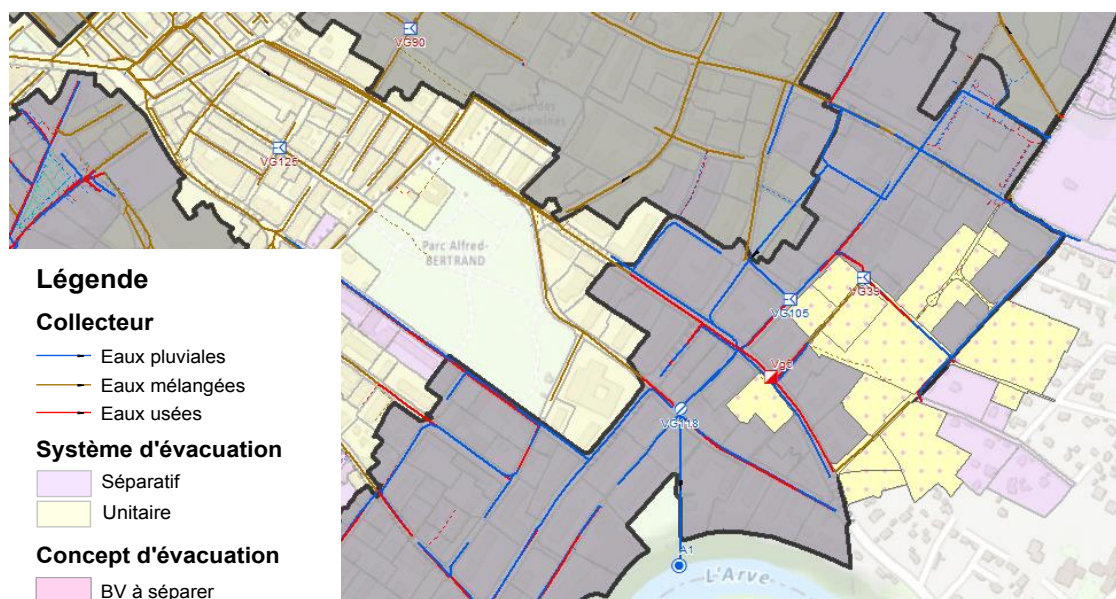 VG90
VG125
Parc Alfred-
BERTRAND
VG39
VG105
Vg3
VG118
A1
L'Arve
Légende
Collecteur
Eaux pluviales
Eaux mélangées
Eaux usées
Système d'évacuation
Séparatif
Unitaire
Concept d'évacuation
BV à séparer